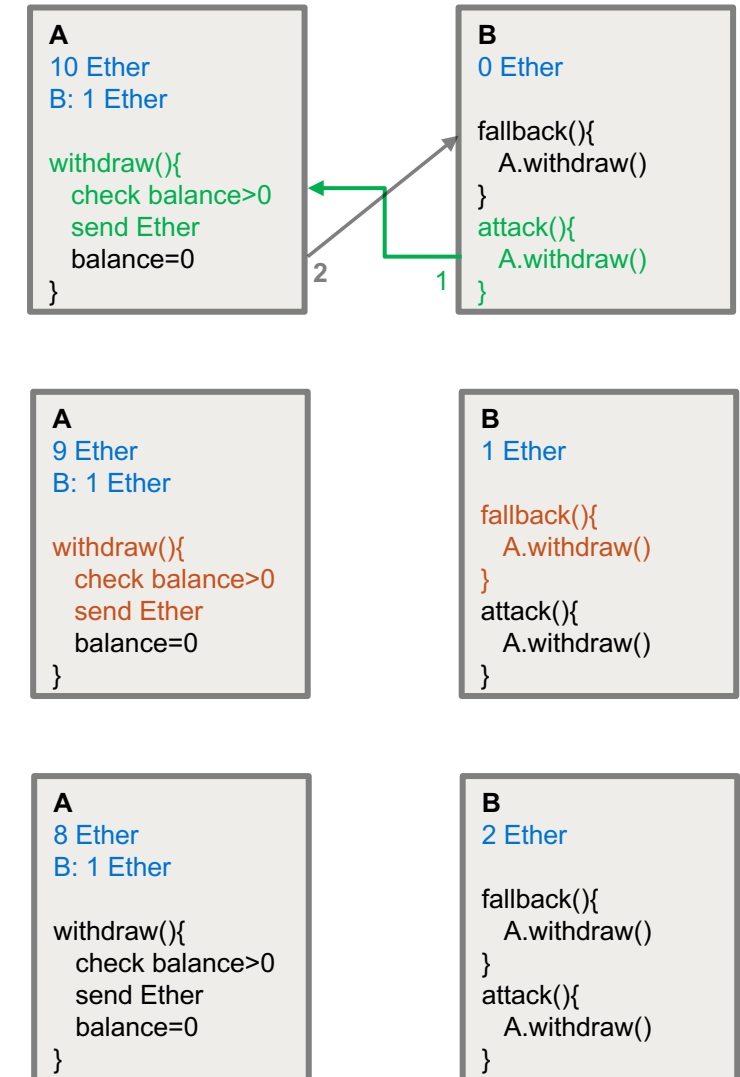 A
10 Ether
B: 1 Ether
withdraw(){
check balance>0
send Ether
balance=0
}
B
0 Ether
fallback(){
A.withdraw()
}
attack(){
A.withdraw()
}
2
1
A
9 Ether
B: 1 Ether
withdraw(){
check balance>0
send Ether
balance=0
}
B
1 Ether
fallback(){
A.withdraw()
}
attack(){
A.withdraw()
}
A
8 Ether
B: 1 Ether
withdraw(){
check balance>0
send Ether
balance=0
}
B
2 Ether
fallback(){
A.withdraw()
}
attack(){
A.withdraw()
}